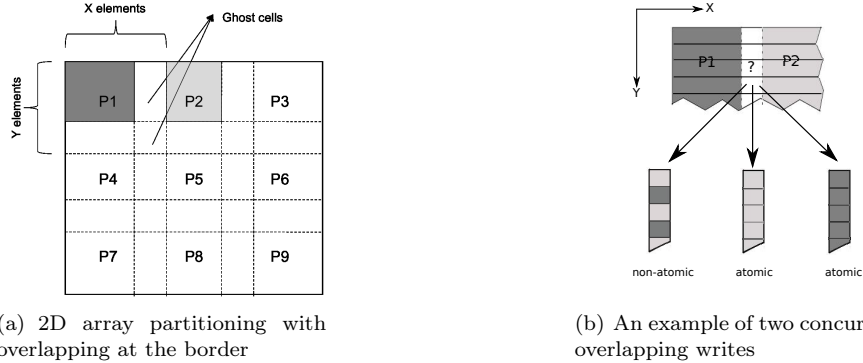 X elements
Ghost cells
Y elements
P1 P2 P3
P4 P5 P6
P7 P8 P9
(a) 2D array partitioning with
overlapping at the border
X
Y
P1 ? P2
non-atomic atomic atomic
(b) An example of two concur
overlapping writes